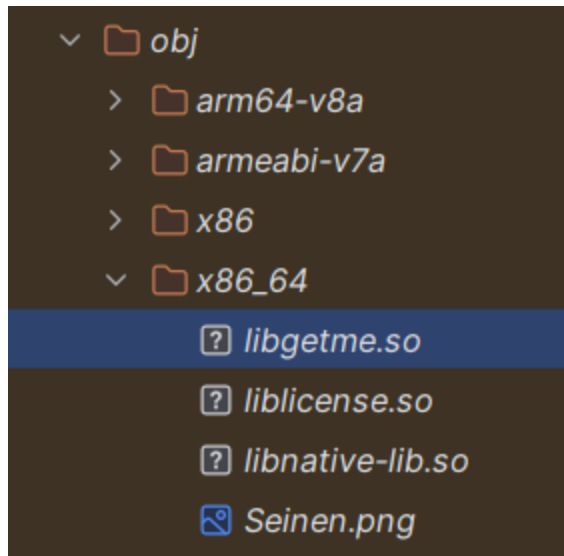 obj
arm64-v8a
armeabi-v7a
x86
x86_64
libgetme.so
liblicense.so
libnative-lib.so
Seinen.png